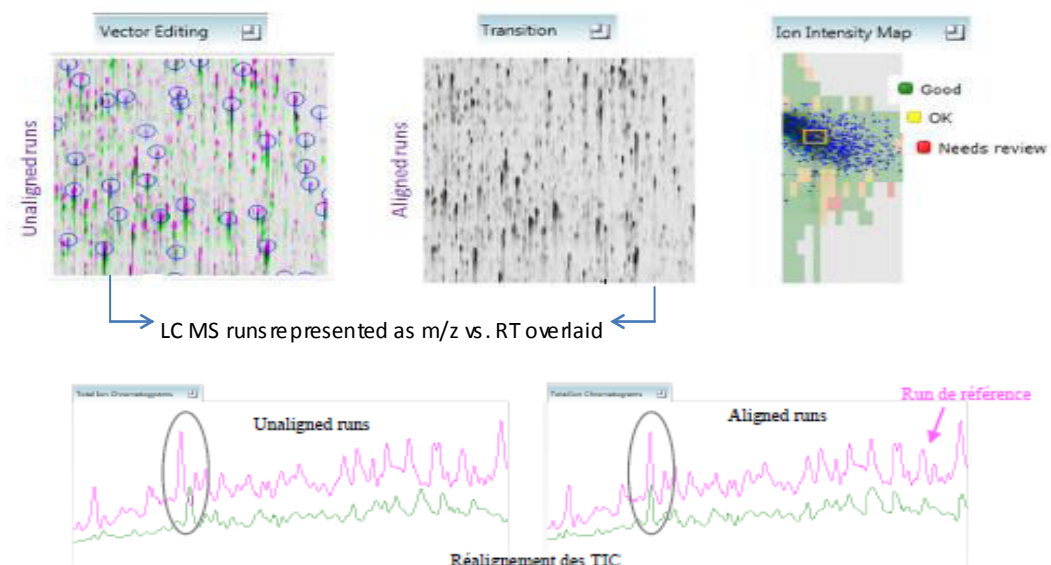 Vector Editing
Transition
Ion Intensity Map
Unaligned runs
Aligned runs
Good
OK
Needs review
LC MS runs represented as m/z vs. RT overlaid
Total Ion Chromatograms
Total Ion Chromatograms
Run de référence
Unaligned runs
Aligned runs
Réalignement des TIC